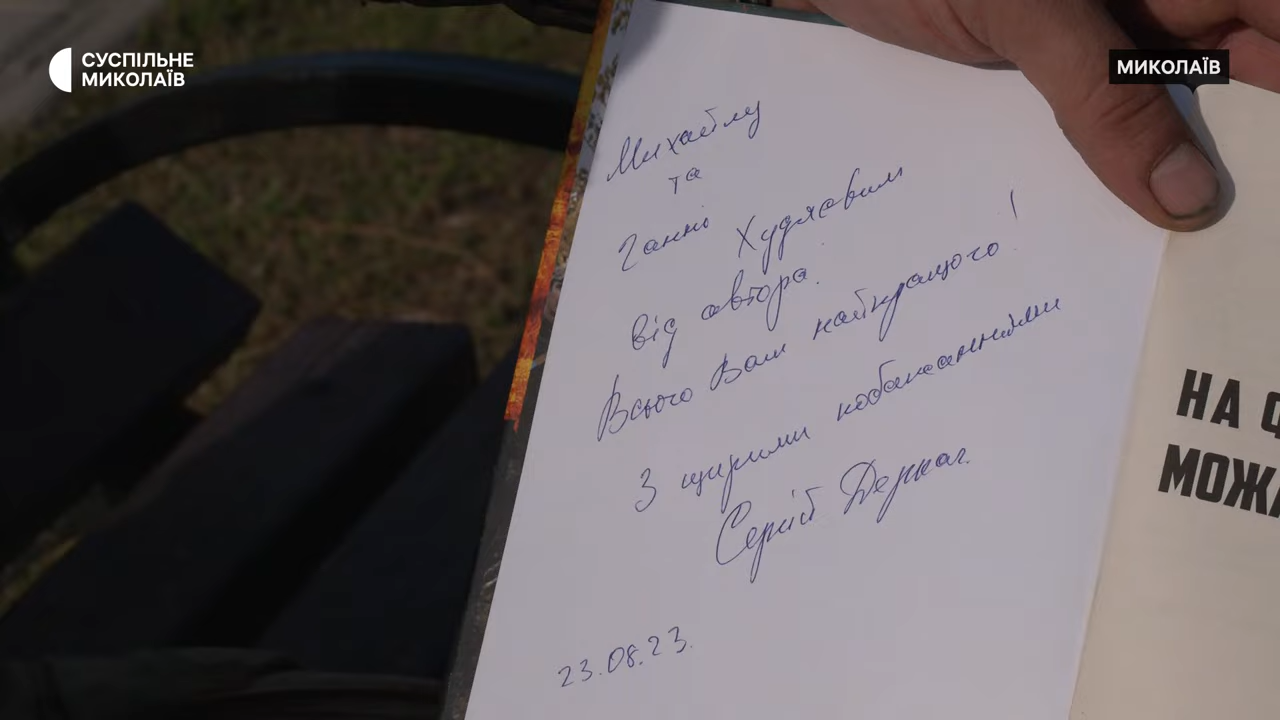 СУСПІЛЬНЕ
МИКОЛАЇВ
МИКОЛАЇВ
Михайлу
та
Ганні Худяковим
від автора.
Всього Вам найкращого!
З щирими побажаннями
Сергій Деркач.
23.08.23.
НА
МОЖ